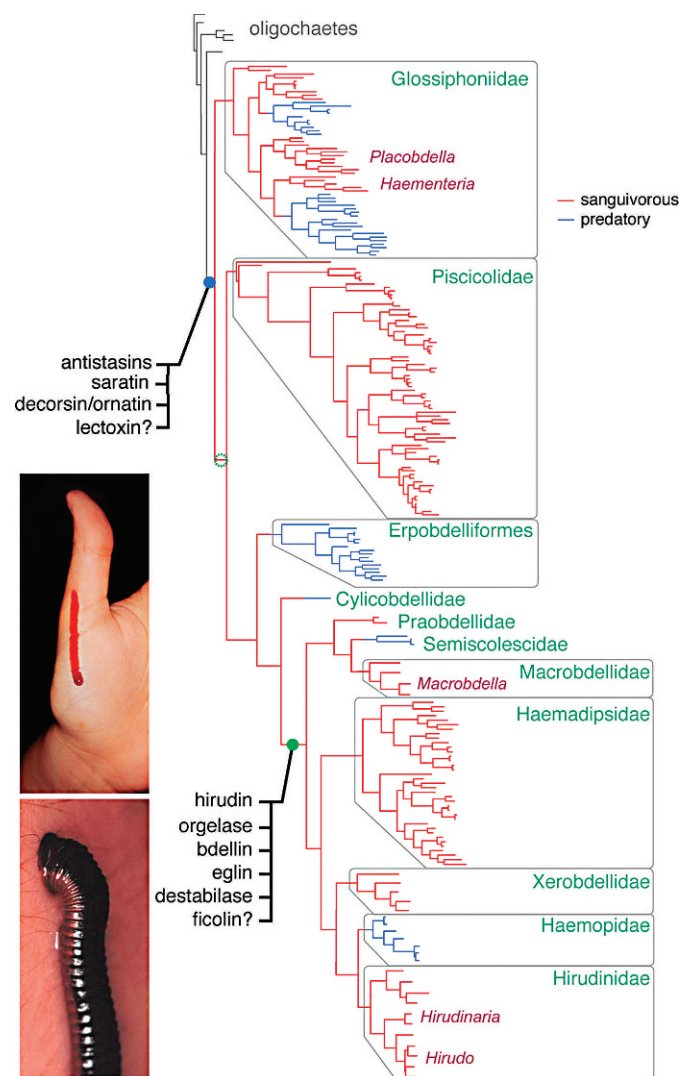 oligochaetes
Glossiphoniidae
Placobdella
Haementeria
sanguivorous
predatory
Piscicolidae
antistasins
saratin
decorsin/ornatin
lectoxin?
Erpobdelliformes
Cylicobdellidae
Praobdellidae
Semiscolescidae
Macrobdellidae
Macrobdella
Haemadipsidae
hirudin
orgelase
bdellin
eglin
destabilase
ficolin?
Xerobdellidae
Haemopidae
Hirudinidae
Hirudinaria
Hirudo